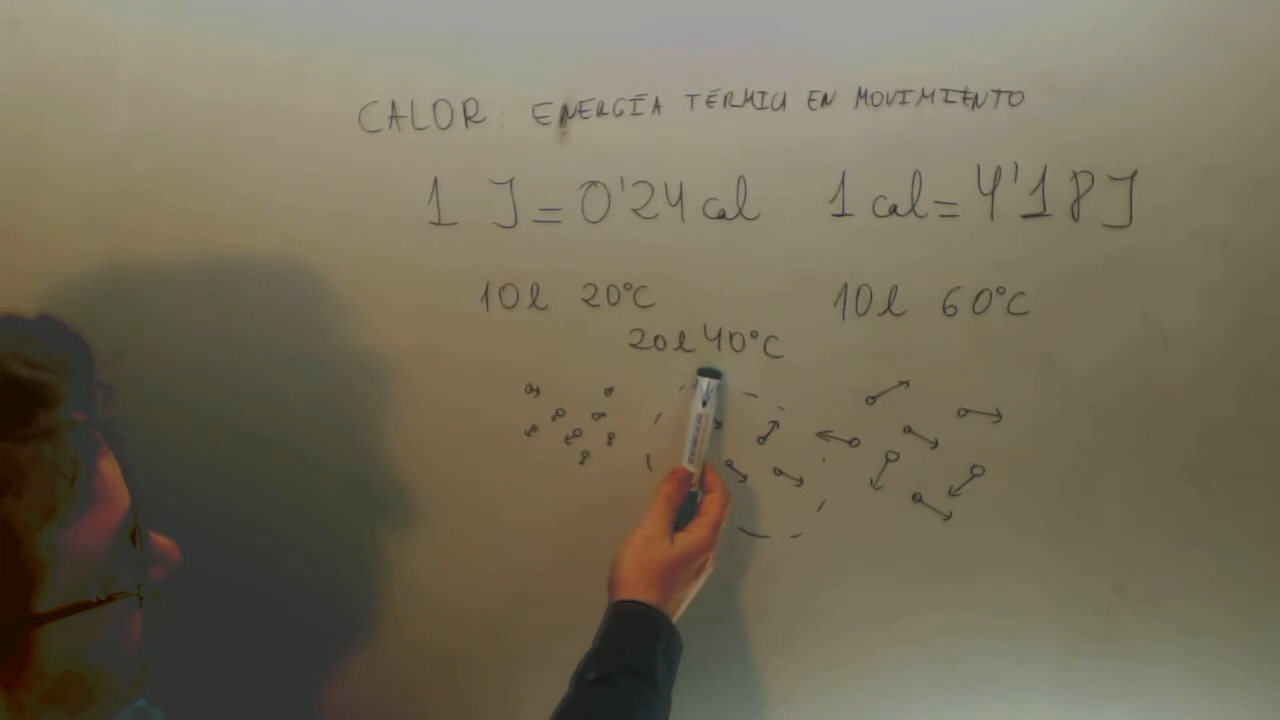 CALOR. ENERGÍA TÉRMICA EN MOVIMIENTO
1 J = 0'24 cal 1 cal = 4'18 J
10 l 20°C 10 l 60°C
20 l 40°C